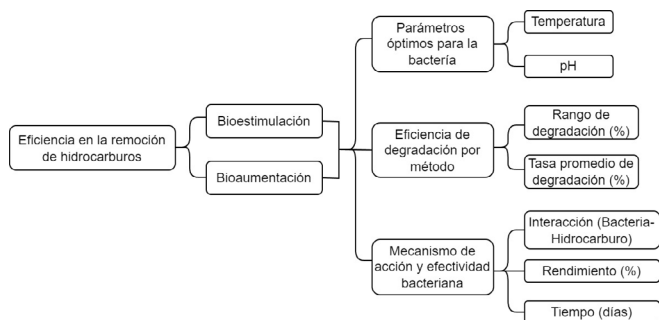 Eficiencia en la remoción
de hidrocarburos
Bioestimulación
Bioaumentación
Parámetros
óptimos para la
bactería
Temperatura
pH
Eficiencia de
degradación por
método
Rango de
degradación (%)
Tasa promedio de
degradación (%)
Mecanismo de
acción y efectividad
bacteriana
Interacción (Bacteria-
Hidrocarburo)
Rendimiento (%)
Tiempo (días)